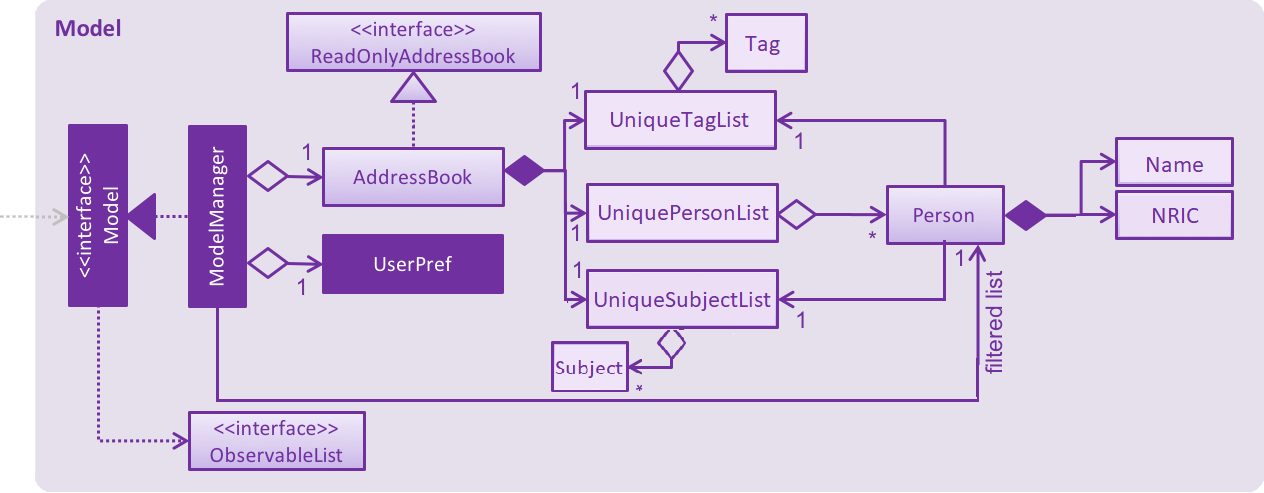 Model
<<interface>>
ReadOnlyAddressBook
*
Tag
1
UniqueTagList
1
<<interface>>
Model
ModelManager
1
AddressBook
Name
UniquePersonList
1
*
Person
NRIC
1
UserPref
1
UniqueSubjectList
1
1
filtered list
Subject
*
<<interface>>
ObservableList